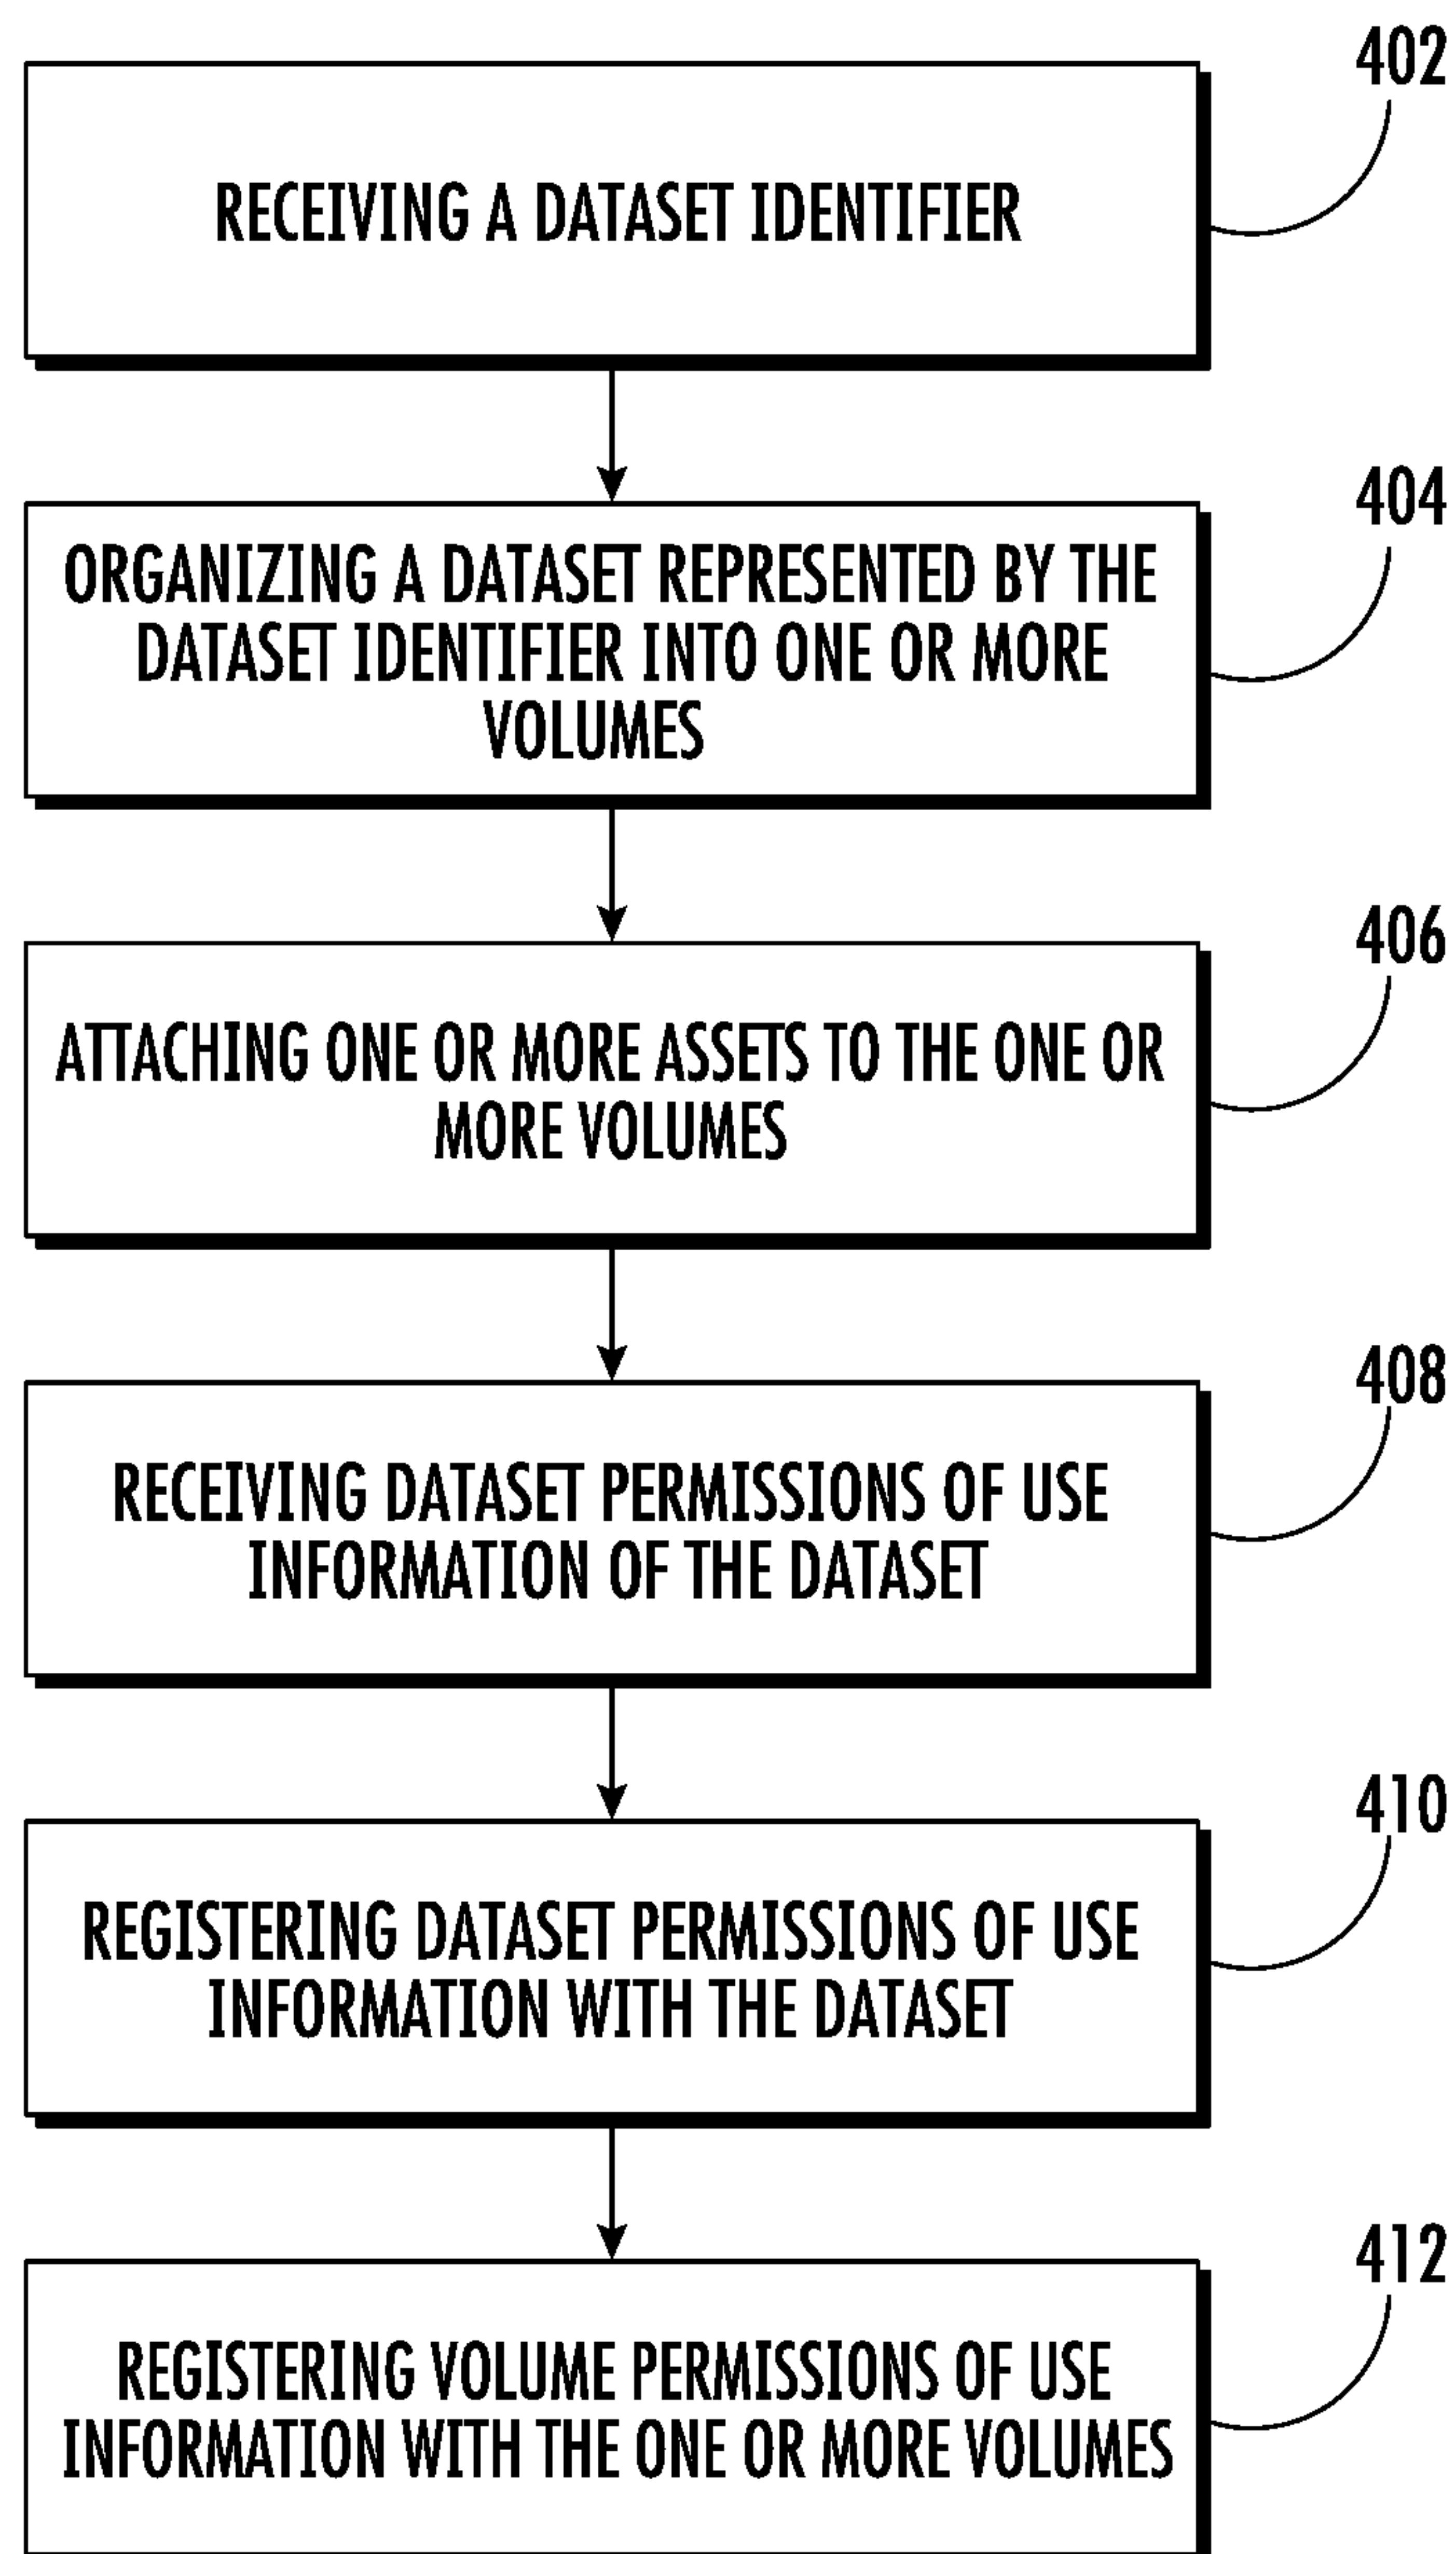 402
RECEIVING A DATASET IDENTIFIER
404
ORGANIZING A DATASET REPRESENTED BY THE
DATASET IDENTIFIER INTO ONE OR MORE
VOLUMES
406
ATTACHING ONE OR MORE ASSETS TO THE ONE OR
MORE VOLUMES
408
RECEIVING DATASET PERMISSIONS OF USE
INFORMATION OF THE DATASET
410
REGISTERING DATASET PERMISSIONS OF USE
INFORMATION WITH THE DATASET
412
REGISTERING VOLUME PERMISSIONS OF USE
INFORMATION WITH THE ONE OR MORE VOLUMES